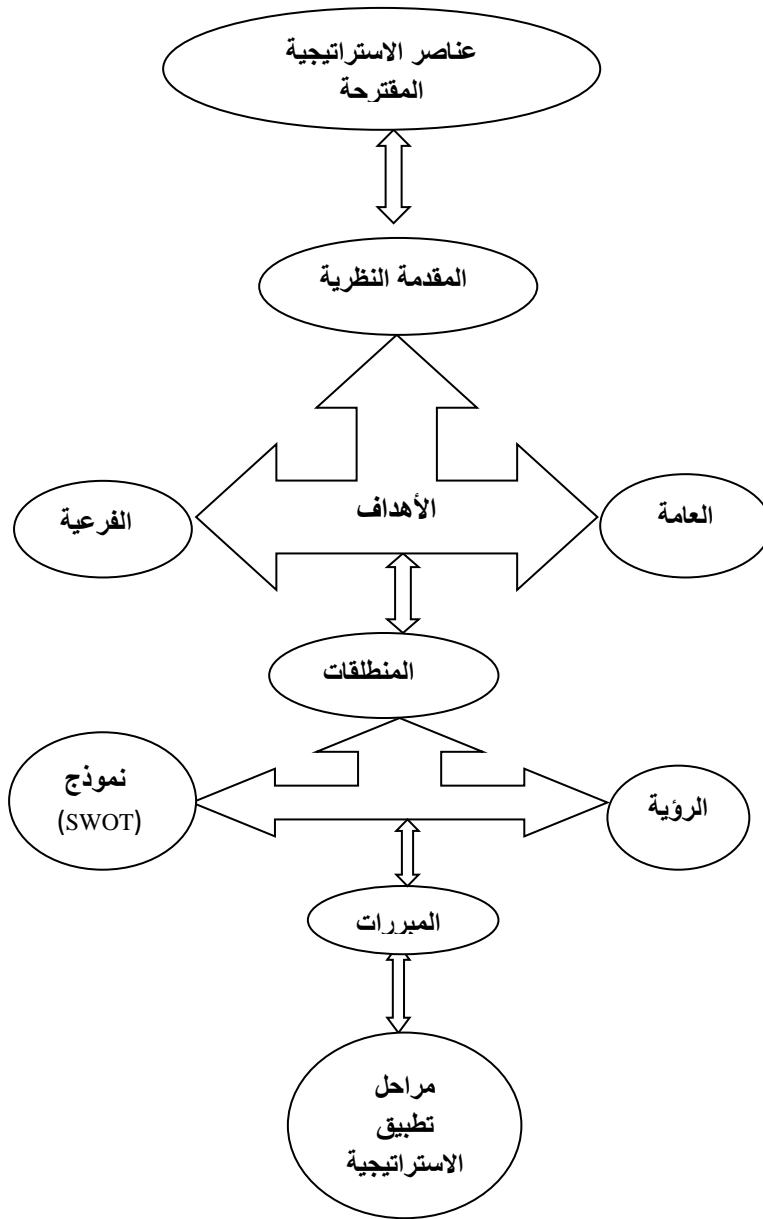 عناصر الاستراتيجية
المقترحة
المقدمة النظرية
الأهداف
العامة
الفرعية
المنطلقات
نموذج
(SWOT)
الرؤية
المبررات
مراحل
تطبيق
الاستراتيجية